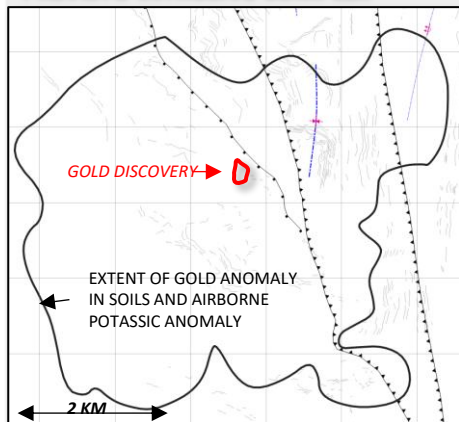 GOLD DISCOVERY
EXTENT OF GOLD ANOMALY
IN SOILS AND AIRBORNE
POTASSIC ANOMALY
2 KM